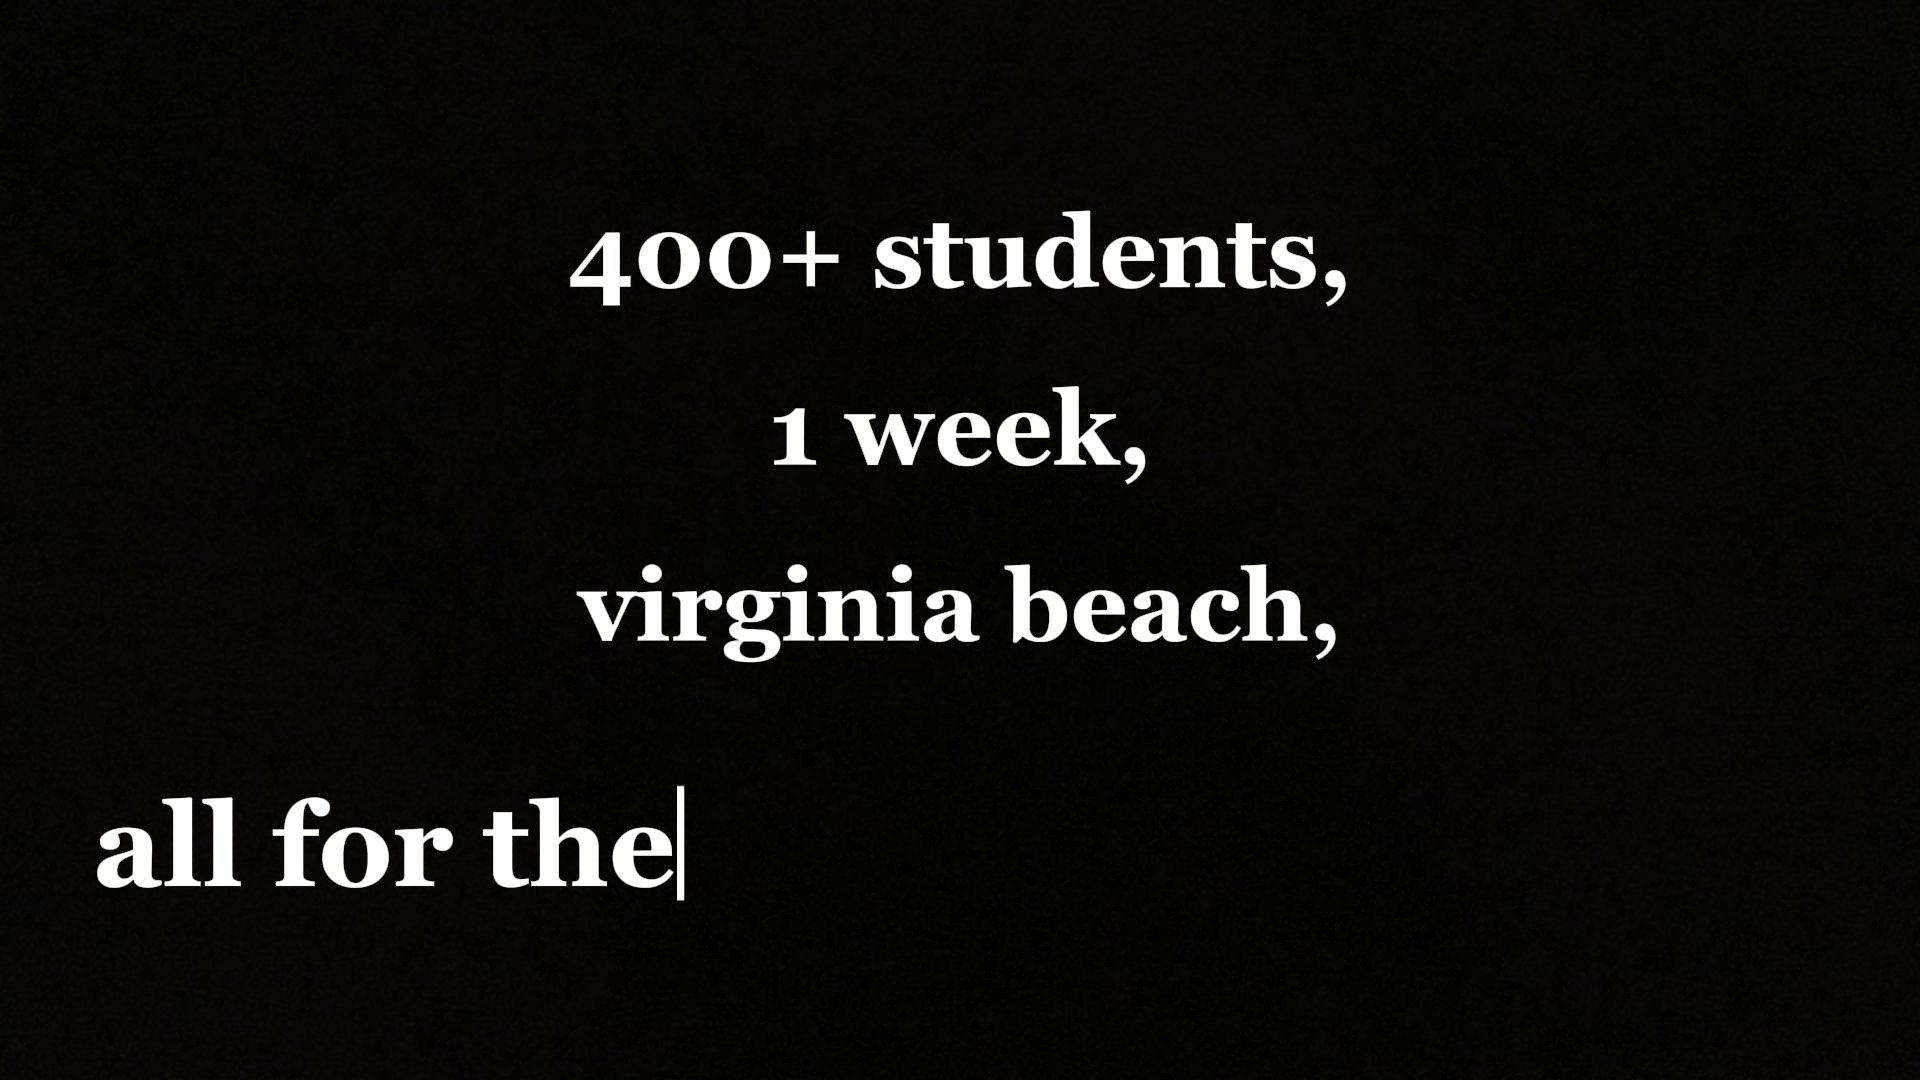 400+ students,
1 week,
virginia beach,
all for the